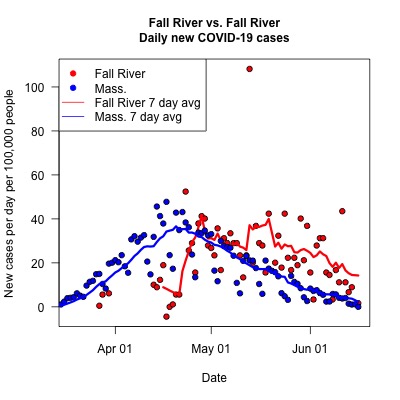 Fall River vs. Fall River
Daily new COVID-19 cases
New cases per day per 100,000 people
100
80
60
40
20
0
Fall River
Mass.
Fall River 7 day avg
Mass. 7 day avg
Apr 01
May 01
Jun 01
Date